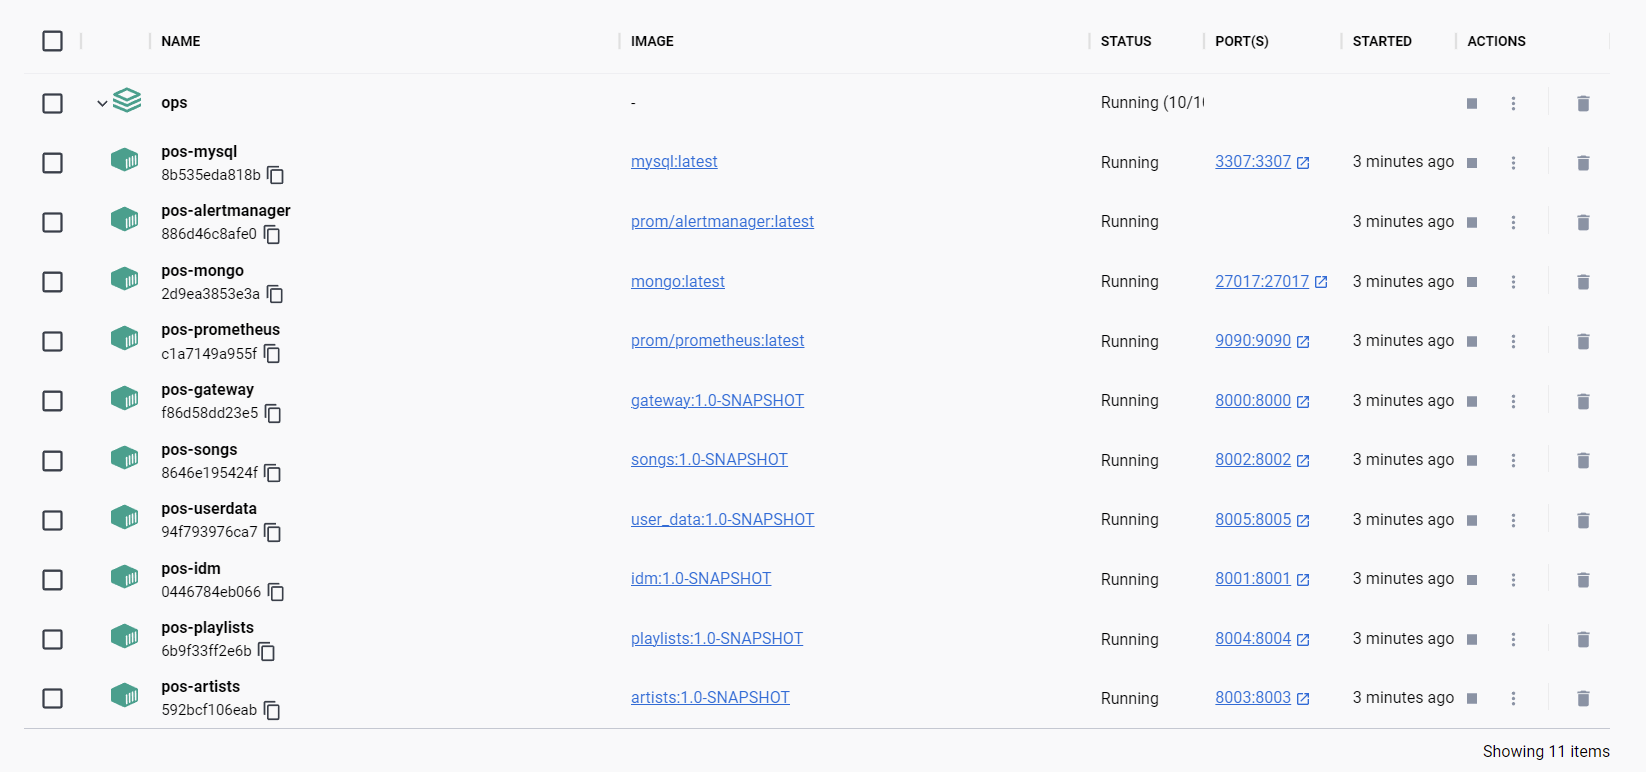 NAME IMAGE STATUS PORT(S) STARTED ACTIONS
ops - Running (10/1
pos-mysql
8b535eda818b mysql:latest Running 3307:3307 3 minutes ago
pos-alertmanager
886d46c8afe0 prom/alertmanager:latest Running 3 minutes ago
pos-mongo
2d9ea3853e3a mongo:latest Running 27017:27017 3 minutes ago
pos-prometheus
c1a7149a955f prom/prometheus:latest Running 9090:9090 3 minutes ago
pos-gateway
f86d58dd23e5 gateway:1.0-SNAPSHOT Running 8000:8000 3 minutes ago
pos-songs
8646e195424f songs:1.0-SNAPSHOT Running 8002:8002 3 minutes ago
pos-userdata
94f793976ca7 user_data:1.0-SNAPSHOT Running 8005:8005 3 minutes ago
pos-idm
0446784eb066 idm:1.0-SNAPSHOT Running 8001:8001 3 minutes ago
pos-playlists
6b9f33ff2e6b playlists:1.0-SNAPSHOT Running 8004:8004 3 minutes ago
pos-artists
592bcf106eab artists:1.0-SNAPSHOT Running 8003:8003 3 minutes ago
Showing 11 items